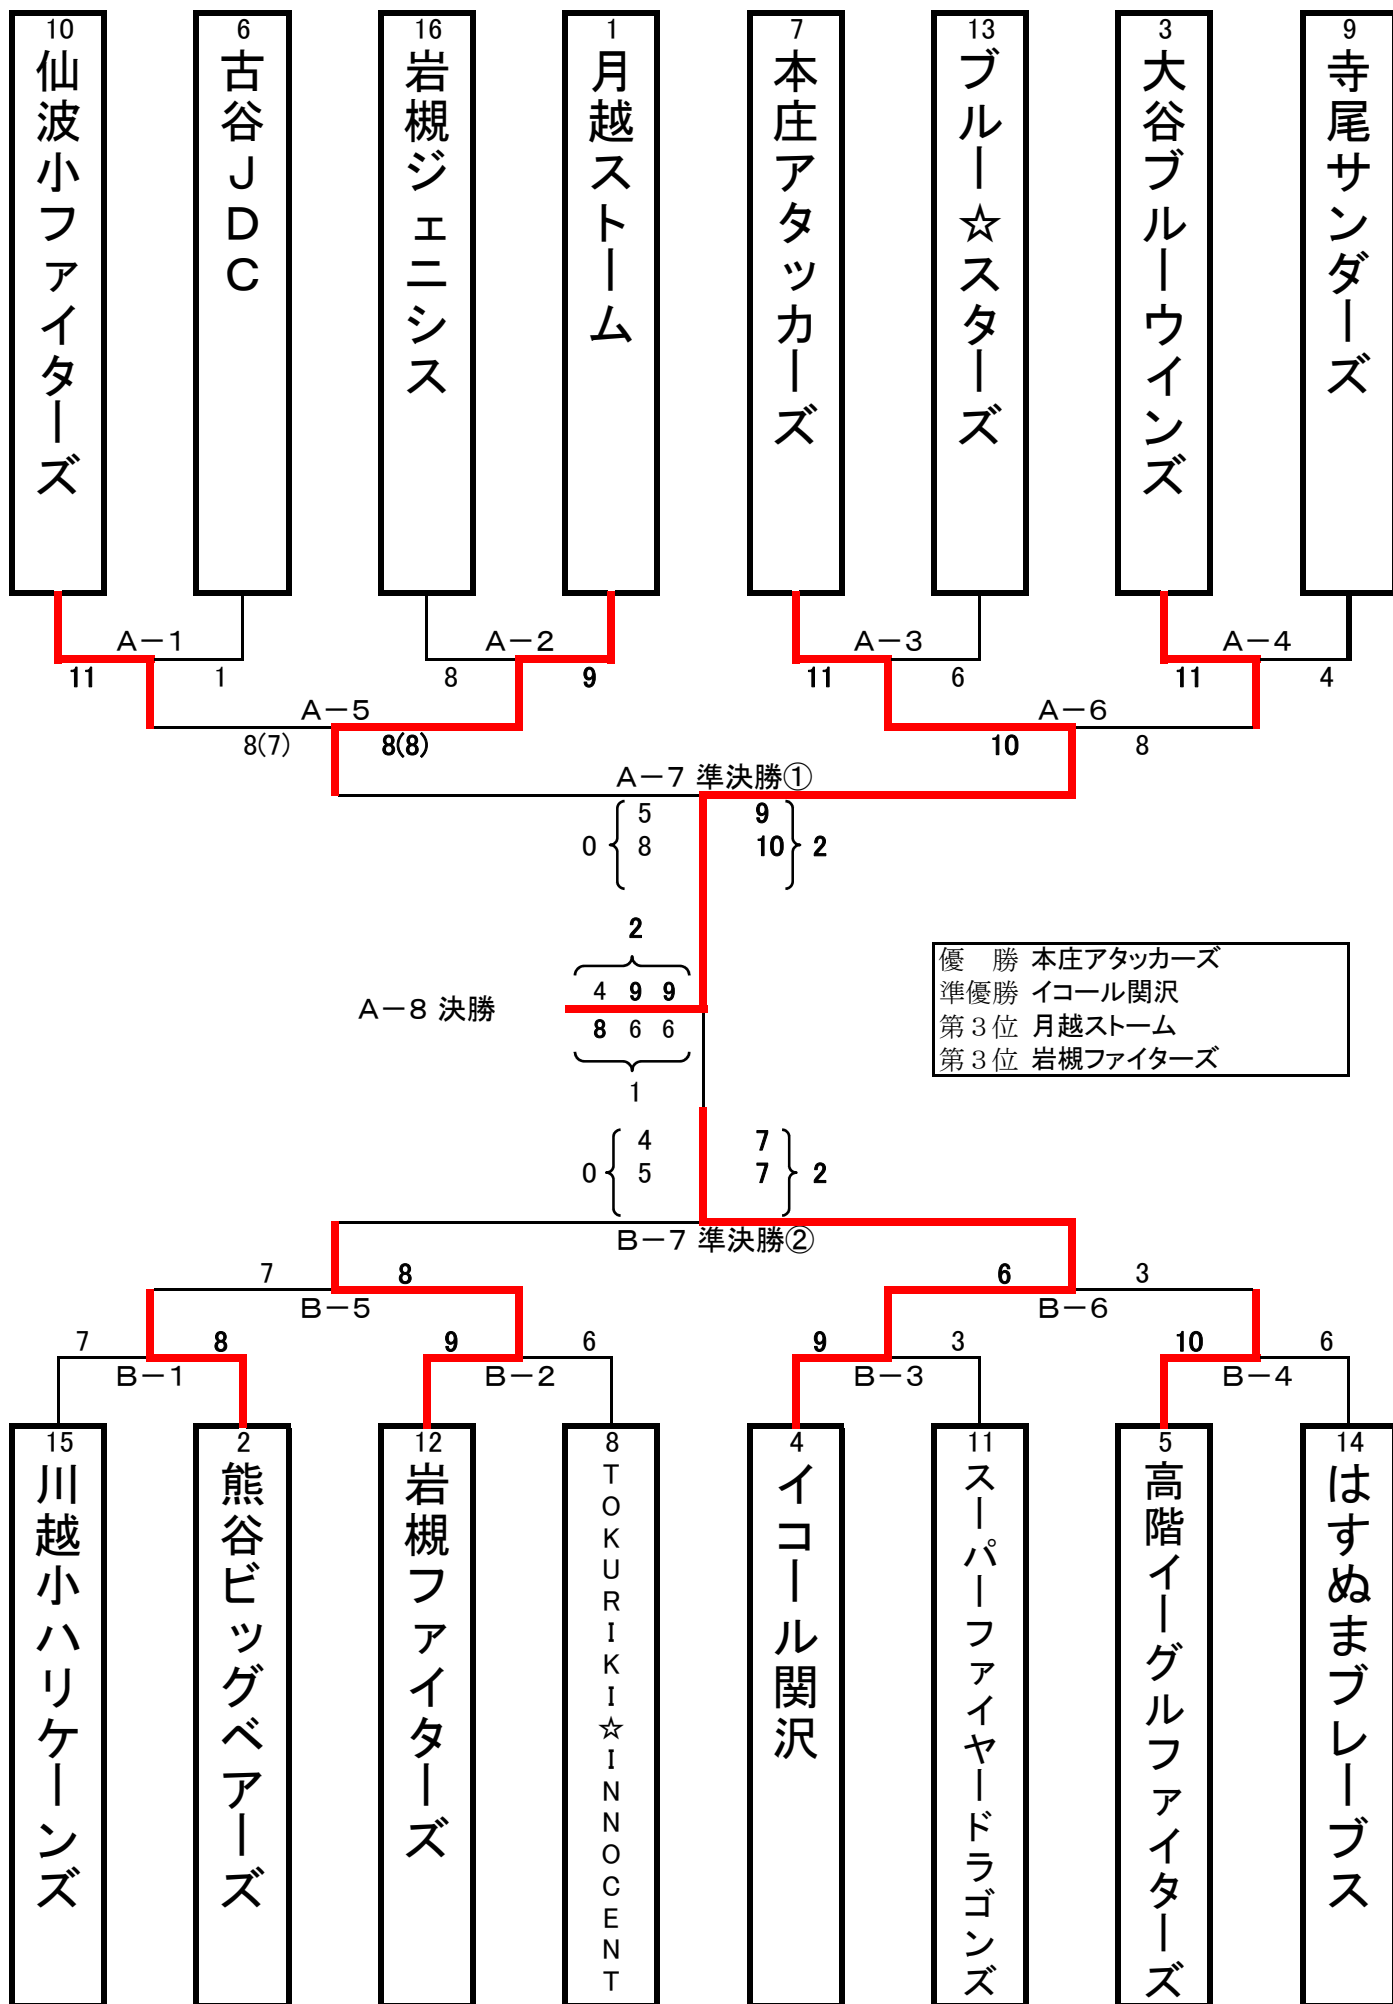 10 6 16 1 7 13 3 9
仙波小ファイターズ
古谷ＪＤＣ
岩槻ジェニシス
月越ストーム
本庄アタッカーズ
ブルー☆スターズ
大谷ブルーウインズ
寺尾サンダーズ
Ａ－1 Ａ－2 Ａ－3 Ａ－4
11 1 8 9 11 6 11 4
Ａ－5 Ａ－6
8(7) 8(8) 10 8
Ａ－7 準決勝①
5 9
0 8 10 2
2
4 9 9
Ａ－8 決勝
8 6 6
1
優　勝 本庄アタッカーズ
準優勝 イコール関沢
第３位 月越ストーム
第３位 岩槻ファイターズ
4 7
0 5 7 2
Ｂ－7 準決勝②
7 8 6 3
Ｂ－5 Ｂ－6
7 8 9 6 9 3 10 6
Ｂ－1 Ｂ－2 Ｂ－3 Ｂ－4
15 2 12 8 4 11 5 14
川越小ハリケーンズ
熊谷ビッグベアーズ
岩槻ファイターズ
ＴＯＫＵＲＩＫＩ☆ＩＮＮＯＣＥＮＴ
イコール関沢
スーパーファイヤードラゴンズ
高階イーグルファイターズ
はすぬまブレーブス